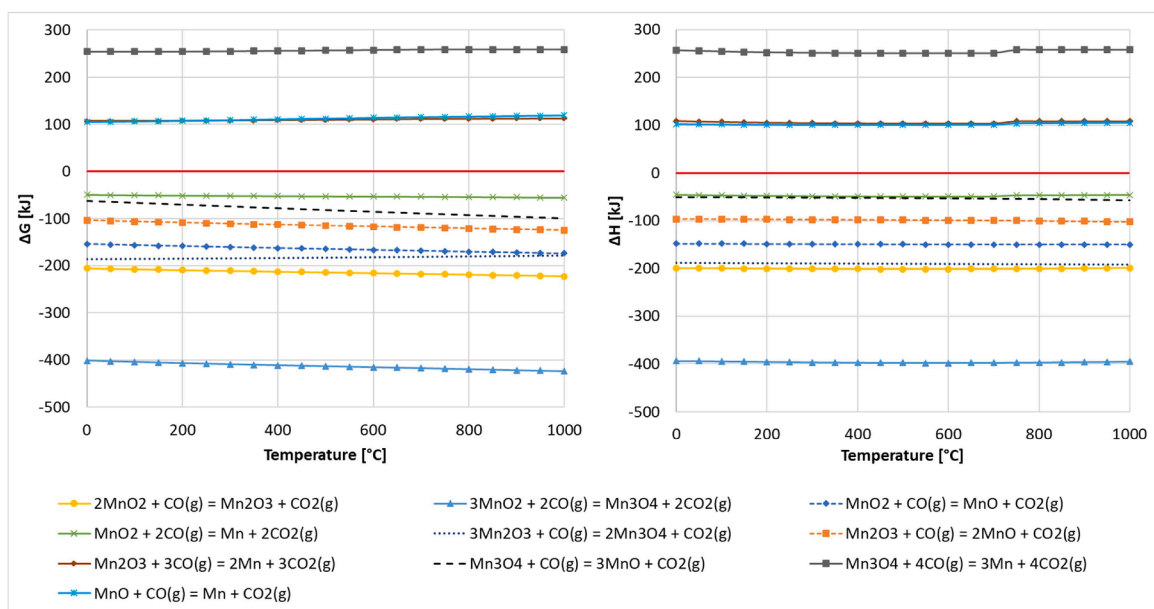 300
200
100
0
-100
-200
-300
-400
-500
ΔG [kJ]
0 200 400 600 800 1000
Temperature [°C]
300
200
100
0
-100
-200
-300
-400
-500
ΔH [kJ]
0 200 400 600 800 1000
Temperature [°C]
2MnO2 + CO(g) = Mn2O3 + CO2(g)
3MnO2 + 2CO(g) = Mn3O4 + 2CO2(g)
MnO2 + CO(g) = MnO + CO2(g)
MnO2 + 2CO(g) = Mn + 2CO2(g)
3Mn2O3 + CO(g) = 2Mn3O4 + CO2(g)
Mn2O3 + CO(g) = 2MnO + CO2(g)
Mn2O3 + 3CO(g) = 2Mn + 3CO2(g)
Mn3O4 + CO(g) = 3MnO + CO2(g)
Mn3O4 + 4CO(g) = 3Mn + 4CO2(g)
MnO + CO(g) = Mn + CO2(g)